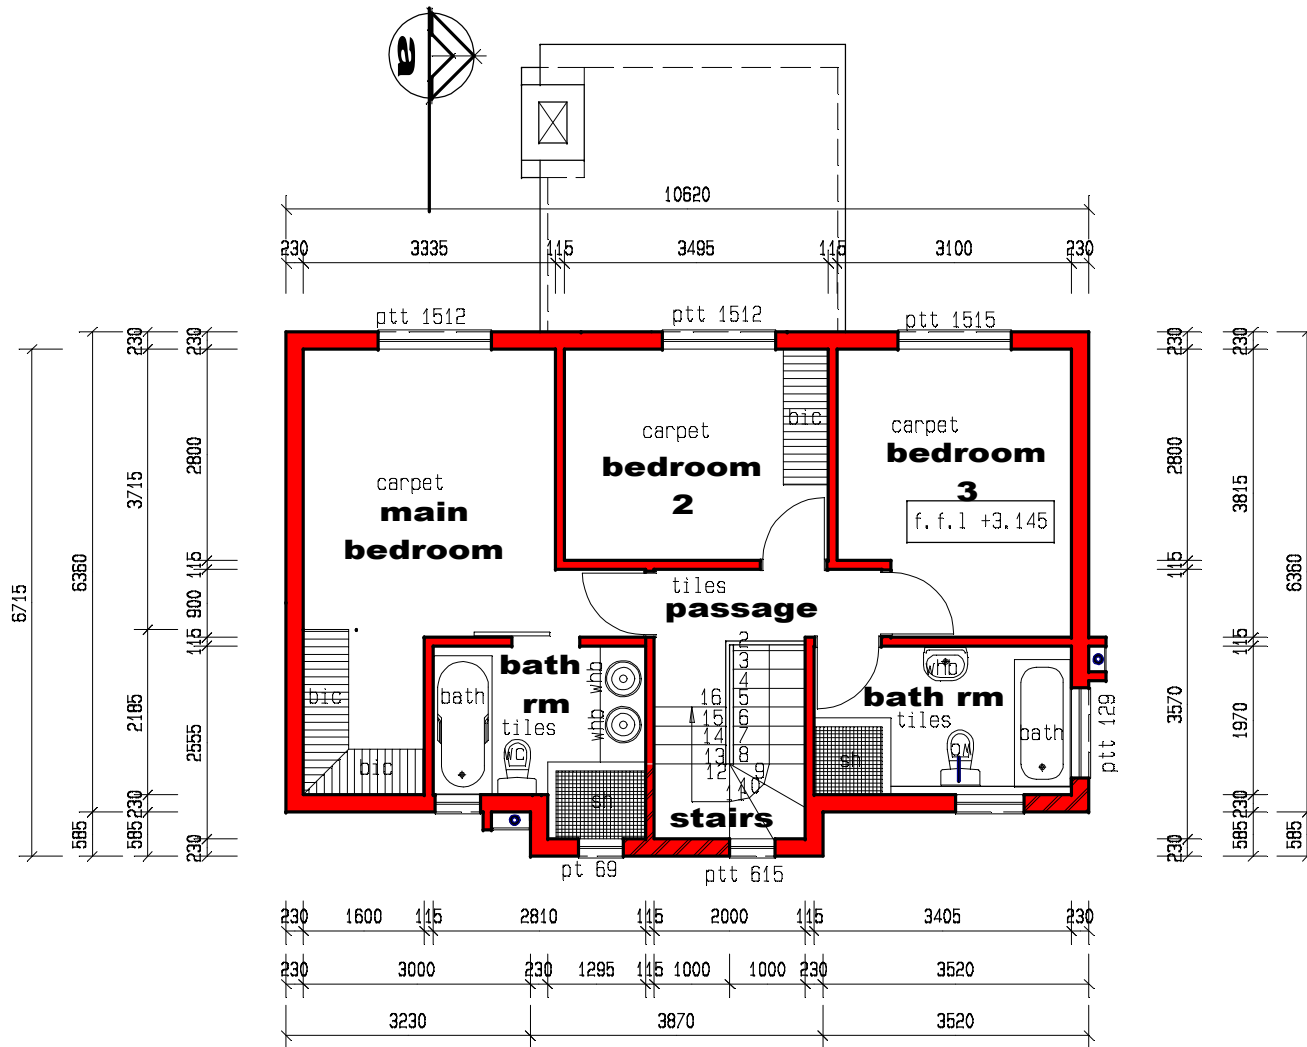 a
10620
230 3335 115 3495 115 3100 230
ptt 1512
ptt 1512
ptt 1515
6715
6360
585
230
3715
2185
230
585
230
2800
115
900
115
2555
230
carpet
main
bedroom
carpet
bedroom
2
bic
carpet
bedroom
3
f.f.l +3.145
tiles
passage
bic
bic
bath
rm
bath
tiles
wc
whb
whb
sh
2
3
4
5
6
7
8
9
10
11
12
13
14
15
16
stairs
bath rm
tiles
whb
wc
bath
sh
ptt 129
pt 69
ptt 615
230
2800
115
3570
230
230
3815
115
1970
230
585
6360
585
230 1600 115 2810 115 2000 115 3405 230
230 3000 230 1295 115 1000 1000 230 3520
3230 3870 3520